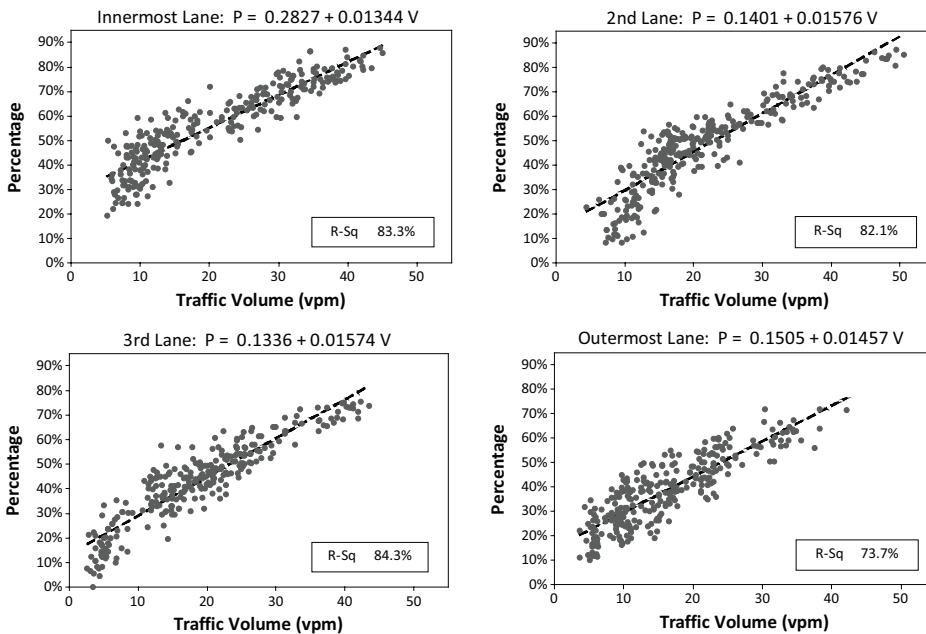 Innermost Lane: P = 0.2827 + 0.01344 V
Percentage
90%
80%
70%
60%
50%
40%
30%
20%
10%
0%
R-Sq 83.3%
0 10 20 30 40 50
Traffic Volume (vpm)
2nd Lane: P = 0.1401 + 0.01576 V
Percentage
90%
80%
70%
60%
50%
40%
30%
20%
10%
0%
R-Sq 82.1%
0 10 20 30 40 50
Traffic Volume (vpm)
3rd Lane: P = 0.1336 + 0.01574 V
Percentage
90%
80%
70%
60%
50%
40%
30%
20%
10%
0%
R-Sq 84.3%
0 10 20 30 40 50
Traffic Volume (vpm)
Outermost Lane: P = 0.1505 + 0.01457 V
Percentage
90%
80%
70%
60%
50%
40%
30%
20%
10%
0%
R-Sq 73.7%
0 10 20 30 40 50
Traffic Volume (vpm)